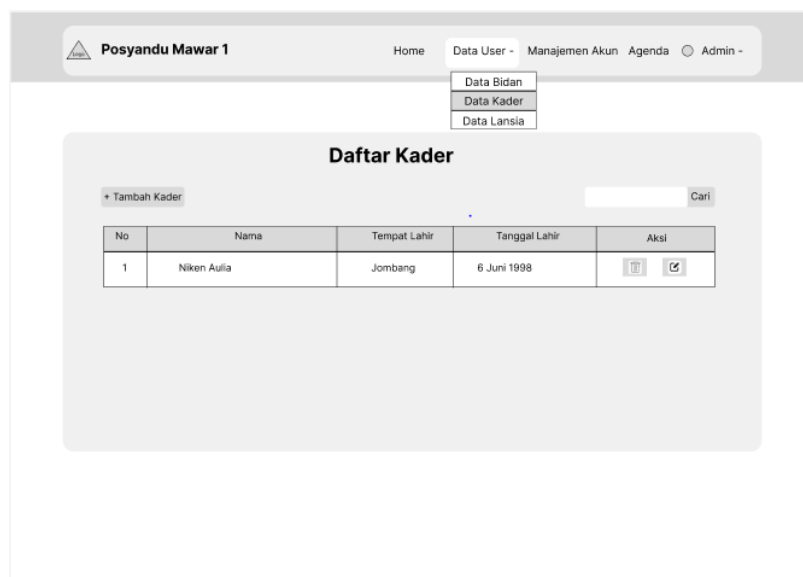 Logo Posyandu Mawar 1 Home Data User - Manajemen Akun Agenda Admin -
Data Bidan
Data Kader
Data Lansia
Daftar Kader
+ Tambah Kader Cari
No Nama Tempat Lahir Tanggal Lahir Aksi
1 Niken Aulia Jombang 6 Juni 1998